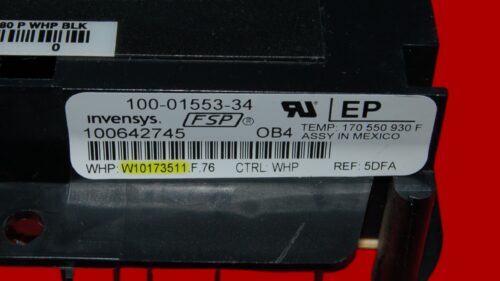 80 P WHP BLK
0
100-01553-34
invensys. FSP®
EP
100642745 OB4
TEMP: 170 550 930 F
ASSY IN MEXICO
WHP: W10173511.F.76 CTRL: WHP REF: 5DFA